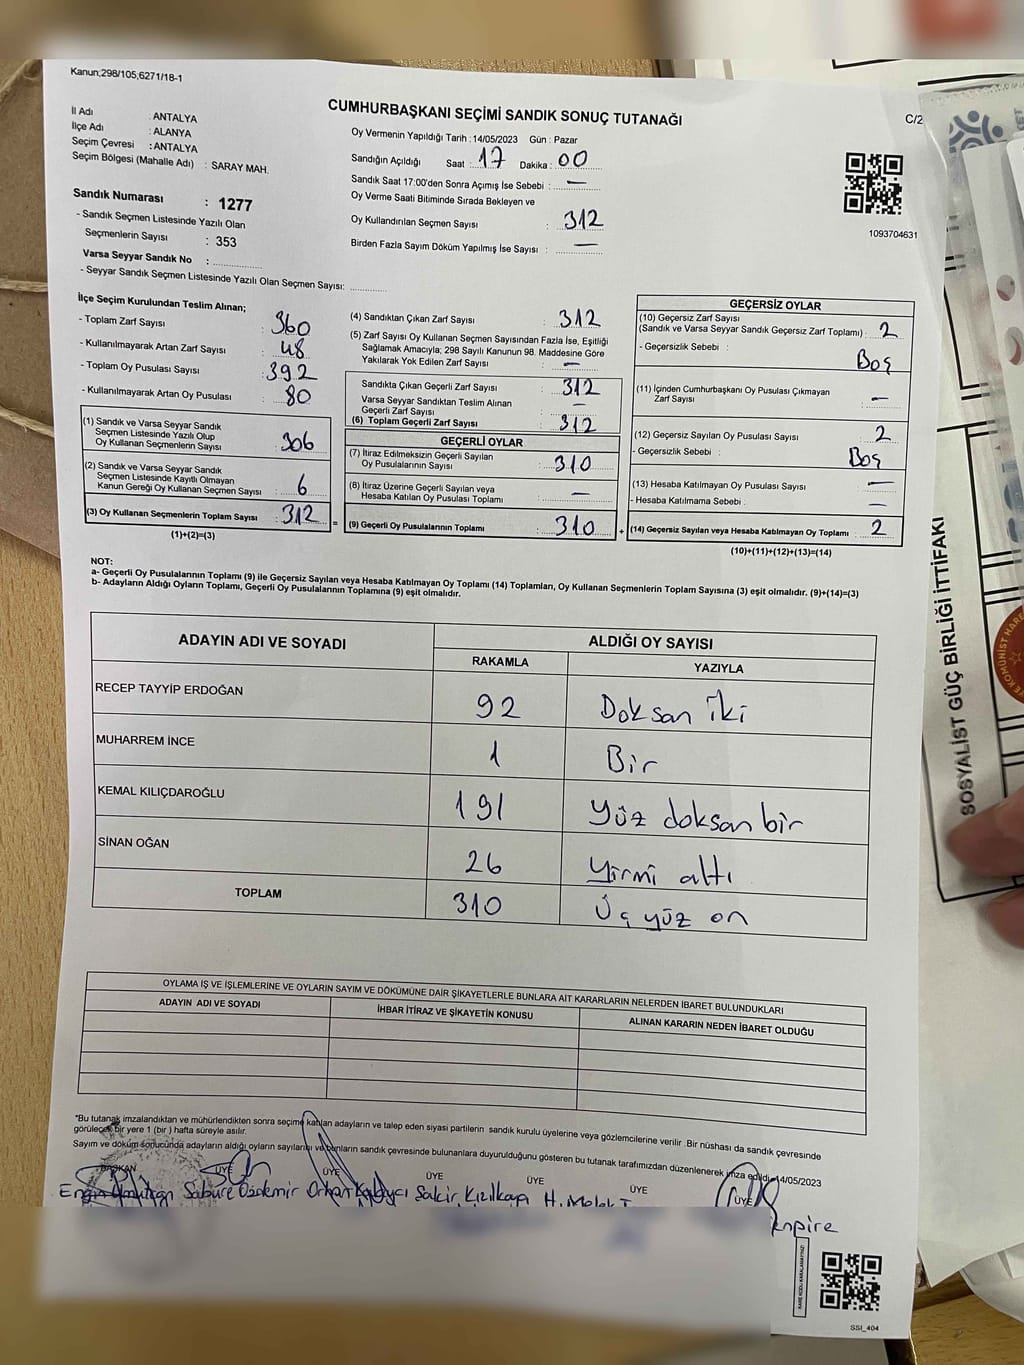 Kanun;298/105;6271/18-1
CUMHURBAŞKANI SEÇİMİ SANDIK SONUÇ TUTANAĞI
C/2
İl Adı : ANTALYA
İlçe Adı : ALANYA
Seçim Çevresi : ANTALYA
Seçim Bölgesi (Mahalle Adı) : SARAY MAH.
Sandık Numarası : 1277
- Sandık Seçmen Listesinde Yazılı Olan
Seçmenlerin Sayısı : 353
Varsa Seyyar Sandık No :
- Seyyar Sandık Seçmen Listesinde Yazılı Olan Seçmen Sayısı:
Oy Vermenin Yapıldığı Tarih : 14/05/2023 Gün : Pazar
Sandığın Açıldığı Saat : 17 Dakika : 00
Sandık Saat 17:00'den Sonra Açımış İse Sebebi : —
Oy Verme Saati Bitiminde Sırada Bekleyen ve
Oy Kullandırılan Seçmen Sayısı : 312
Birden Fazla Sayım Döküm Yapılmış İse Sayısı : —
1093704631
İlçe Seçim Kurulundan Teslim Alınan;
- Toplam Zarf Sayısı : 360
- Kullanılmayarak Artan Zarf Sayısı : 48
- Toplam Oy Pusulası Sayısı : 392
- Kullanılmayarak Artan Oy Pusulası : 80
(1) Sandık ve Varsa Seyyar Sandık
Seçmen Listesinde Yazılı Olup
Oy Kullanan Seçmenlerin Sayısı : 306
(2) Sandık ve Varsa Seyyar Sandık
Seçmen Listesinde Kayıtlı Olmayan
Kanun Gereği Oy Kullanan Seçmen Sayısı : 6
(3) Oy Kullanan Seçmenlerin Toplam Sayısı : 312
(1)+(2)=(3)
(4) Sandıktan Çıkan Zarf Sayısı : 312
(5) Zarf Sayısı Oy Kullanan Seçmen Sayısından Fazla İse, Eşitliği
Sağlamak Amacıyla; 298 Sayılı Kanunun 98. Maddesine Göre
Yakılarak Yok Edilen Zarf Sayısı : —
Sandıkta Çıkan Geçerli Zarf Sayısı : 312
Varsa Seyyar Sandıktan Teslim Alınan
Geçerli Zarf Sayısı : —
(6) Toplam Geçerli Zarf Sayısı : 312
GEÇERLİ OYLAR
(7) İtiraz Edilmeksizin Geçerli Sayılan
Oy Pusulalarının Sayısı : 310
(8) İtiraz Üzerine Geçerli Sayılan veya
Hesaba Katılan Oy Pusulası Toplamı : —
= (9) Geçerli Oy Pusulalarının Toplamı : 310 +
GEÇERSİZ OYLAR
(10) Geçersiz Zarf Sayısı
(Sandık ve Varsa Seyyar Sandık Geçersiz Zarf Toplamı) : 2
- Geçersizlik Sebebi : Boş
(11) İçinden Cumhurbaşkanı Oy Pusulası Çıkmayan
Zarf Sayısı : —
(12) Geçersiz Sayılan Oy Pusulası Sayısı : 2
- Geçersizlik Sebebi : Boş
(13) Hesaba Katılmayan Oy Pusulası Sayısı : —
- Hesaba Katılmama Sebebi : —
(14) Geçersiz Sayılan veya Hesaba Katılmayan Oy Toplamı : 2
(10)+(11)+(12)+(13)=(14)
NOT:
a- Geçerli Oy Pusulalarının Toplamı (9) ile Geçersiz Sayılan veya Hesaba Katılmayan Oy Toplamı (14) Toplamları, Oy Kullanan Seçmenlerin Toplam Sayısına (3) eşit olmalıdır. (9)+(14)=(3)
b- Adayların Aldığı Oyların Toplamı, Geçerli Oy Pusulalarının Toplamına (9) eşit olmalıdır.
ADAYIN ADI VE SOYADI ALDIĞI OY SAYISI
RAKAMLA YAZIYLA
RECEP TAYYİP ERDOĞAN 92 Doksan İki
MUHARREM İNCE 1 Bir
KEMAL KILIÇDAROĞLU 191 Yüz doksan bir
SİNAN OĞAN 26 Yirmi altı
TOPLAM 310 Üç yüz on
OYLAMA İŞ VE İŞLEMLERİNE VE OYLARIN SAYIM VE DÖKÜMÜNE DAİR ŞİKAYETLERLE BUNLARA AİT KARARLARIN NELERDEN İBARET BULUNDUKLARI
ADAYIN ADI VE SOYADI İHBAR İTİRAZ VE ŞİKAYETİN KONUSU ALINAN KARARIN NEDEN İBARET OLDUĞU
*Bu tutanak imzalandıktan ve mühürlendikten sonra seçime katılan adayların ve talep eden siyasi partilerin sandık kurulu üyelerine veya gözlemcilerine verilir .Bir nüshası da sandık çevresinde
görülecek bir yere 1 (bir) hafta süreyle asılır.
Sayım ve döküm sonucunda adayların aldığı oyların sayılarını ve bunların sandık çevresinde bulunanlara duyurulduğunu gösteren bu tutanak tarafımızdan düzenlenerek imza edildi. 14/05/2023
BAŞKAN ÜYE ÜYE ÜYE ÜYE ÜYE ÜYE
Sabure Özdemir Orhan Sakir Kızılkaya H. Melek
SSI_404
SOSYALİST GÜÇ BİRLİĞİ İTTİFAKI